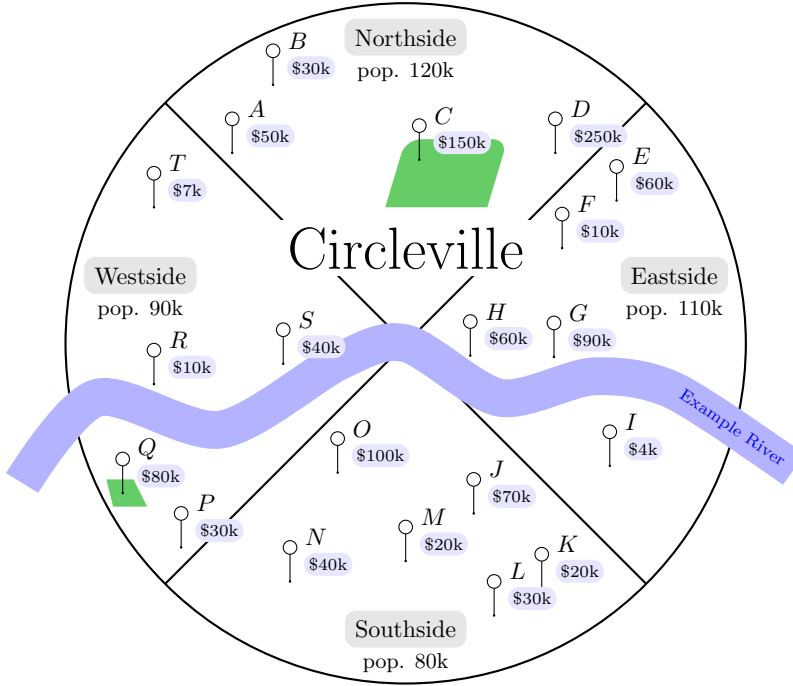 Northside
pop. 120k
B
$30k
A
$50k
C
$150k
D
$250k
E
$60k
T
$7k
F
$10k
Circleville
Westside
pop. 90k
Eastside
pop. 110k
S
$40k
H
$60k
G
$90k
R
$10k
Example River
O
$100k
I
$4k
Q
$80k
J
$70k
P
$30k
M
$20k
N
$40k
K
$20k
L
$30k
Southside
pop. 80k